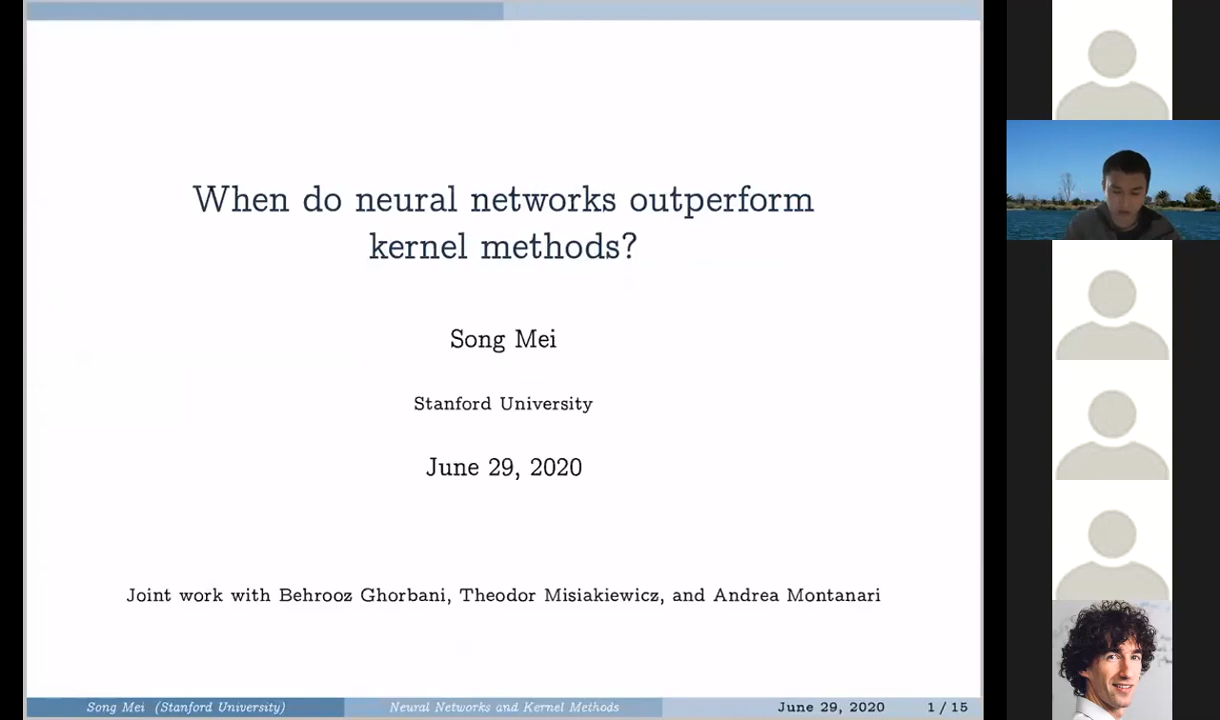 When do neural networks outperform
kernel methods?
Song Mei
Stanford University
June 29, 2020
Joint work with Behrooz Ghorbani, Theodor Misiakiewicz, and Andrea Montanari
Song Mei (Stanford University)
Neural Networks and Kernel Methods
June 29, 2020
1 / 15